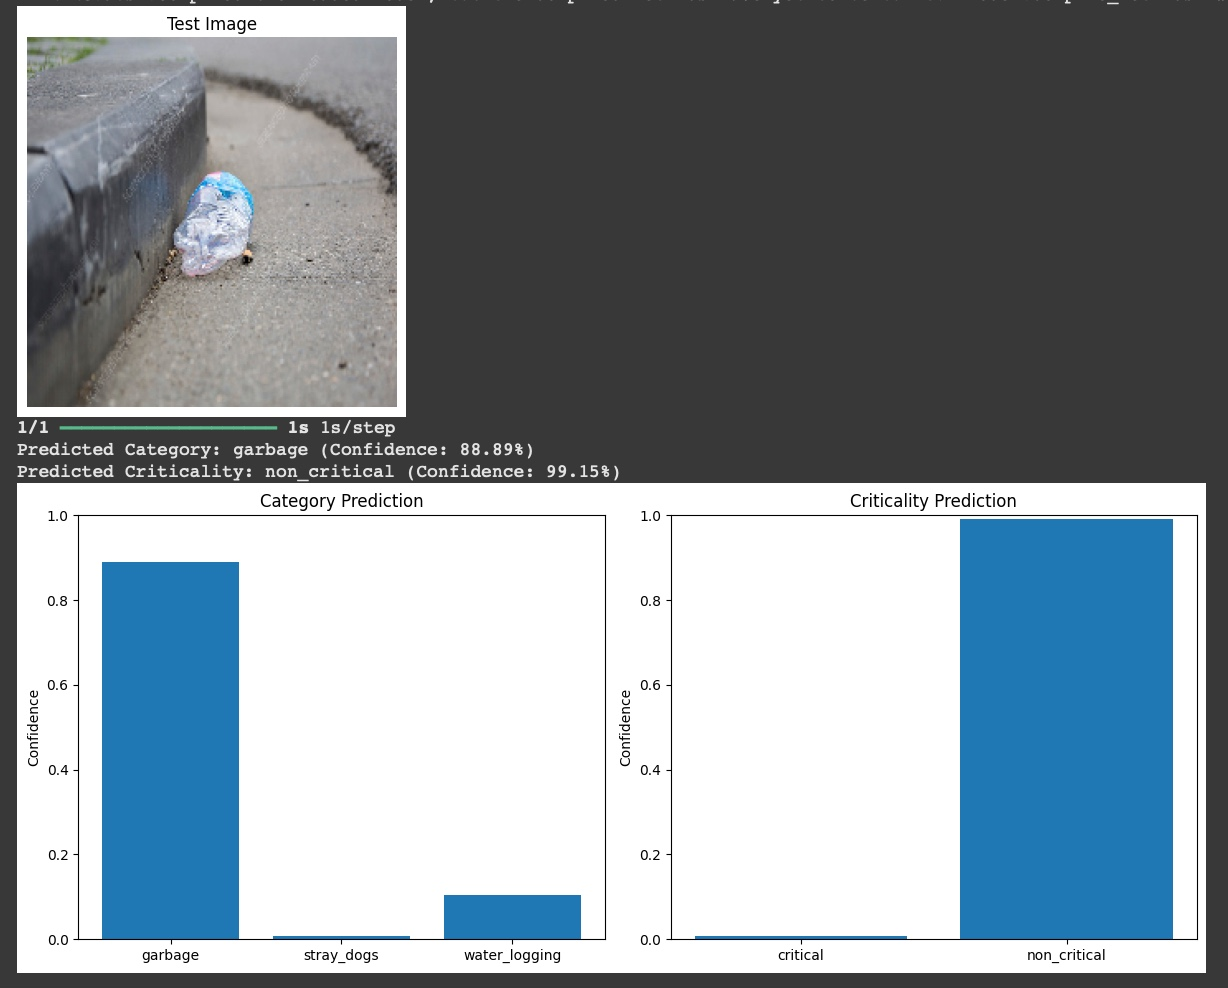 Test Image
1/1 1s 1s/step
Predicted Category: garbage (Confidence: 88.89%)
Predicted Criticality: non_critical (Confidence: 99.15%)
Category Prediction
1.0
0.8
0.6
0.4
0.2
0.0
Confidence
garbage stray_dogs water_logging
Criticality Prediction
1.0
0.8
0.6
0.4
0.2
0.0
Confidence
critical non_critical